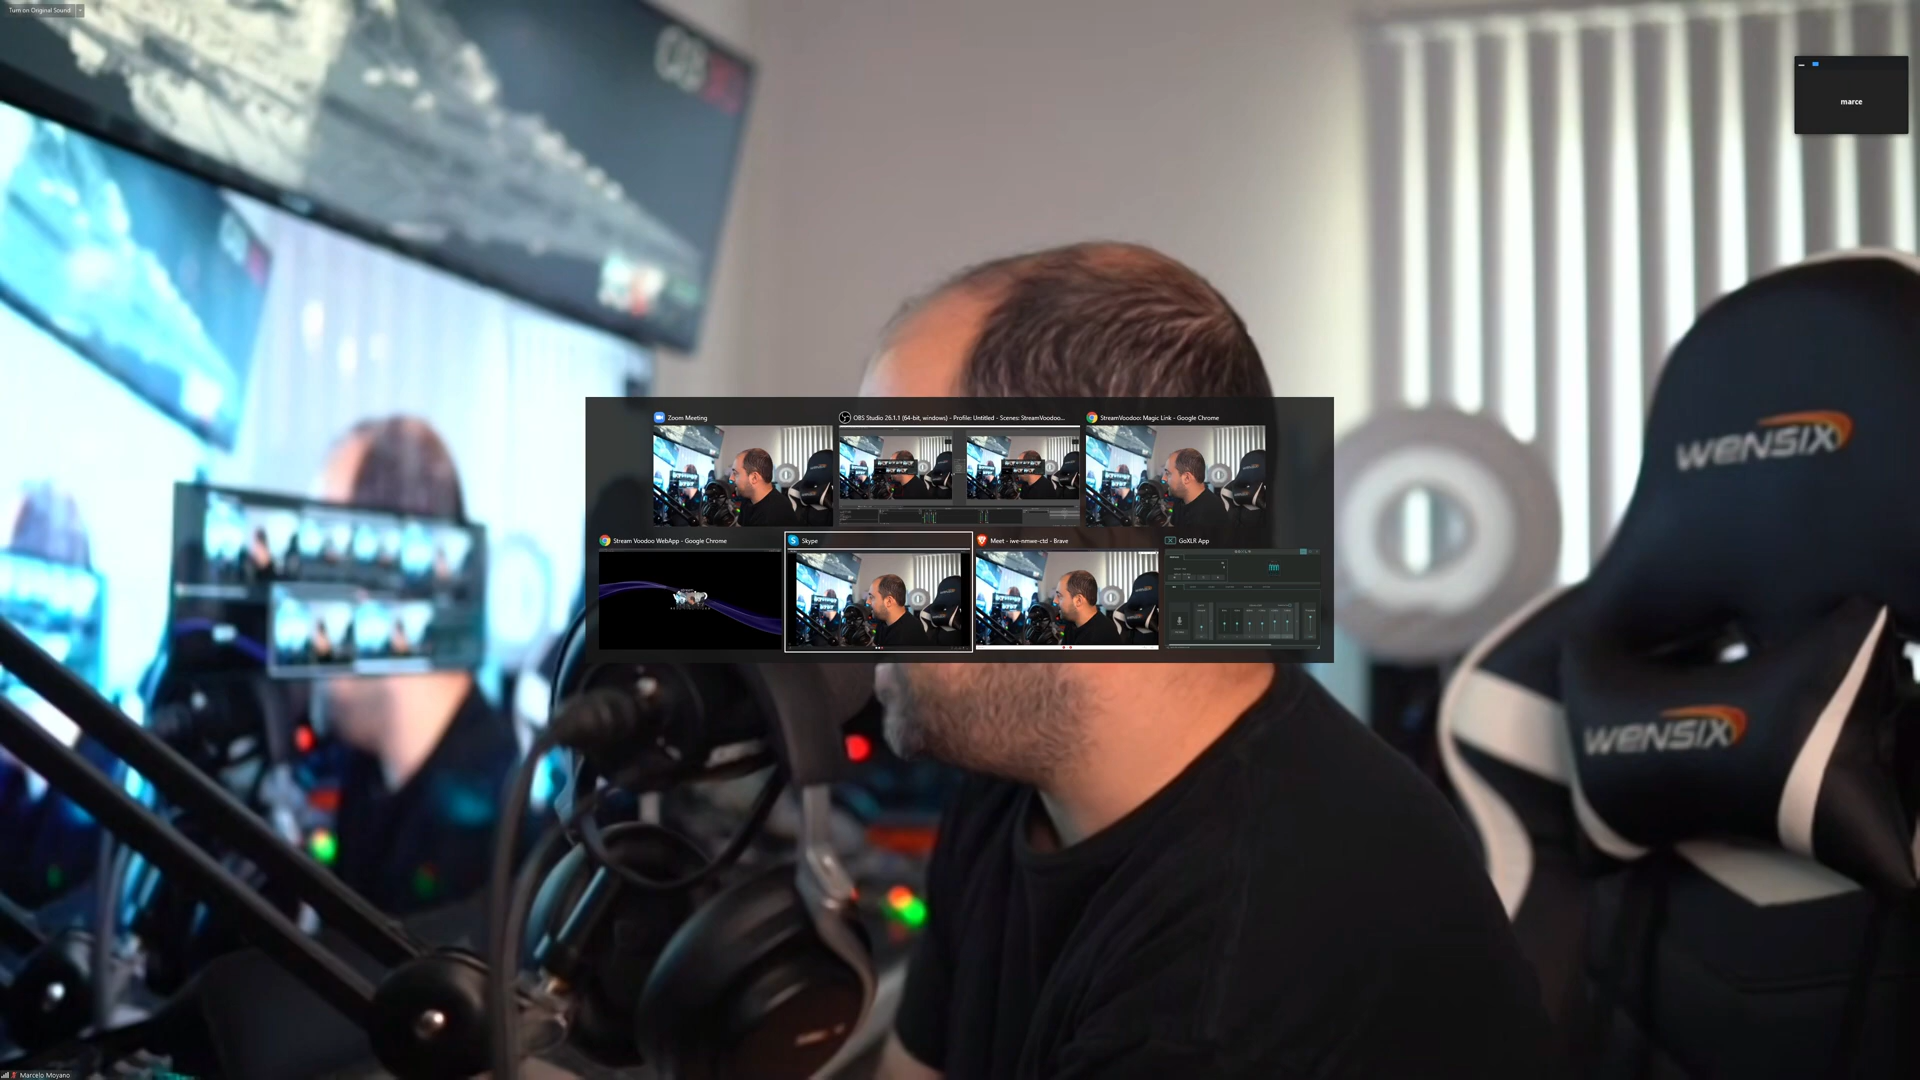 Turn on Original Sound
marce
Zoom Meeting
OBS Studio 26.1.1 (64-bit, windows) - Profile: Untitled - Scenes: StreamVoodoo...
StreamVoodoo: Magic Link - Google Chrome
Stream Voodoo WebApp - Google Chrome
Skype
Meet - iwe-nmwe-ctd - Brave
GoXLR App
WENSIX
WENSIX
Marcelo Moyano